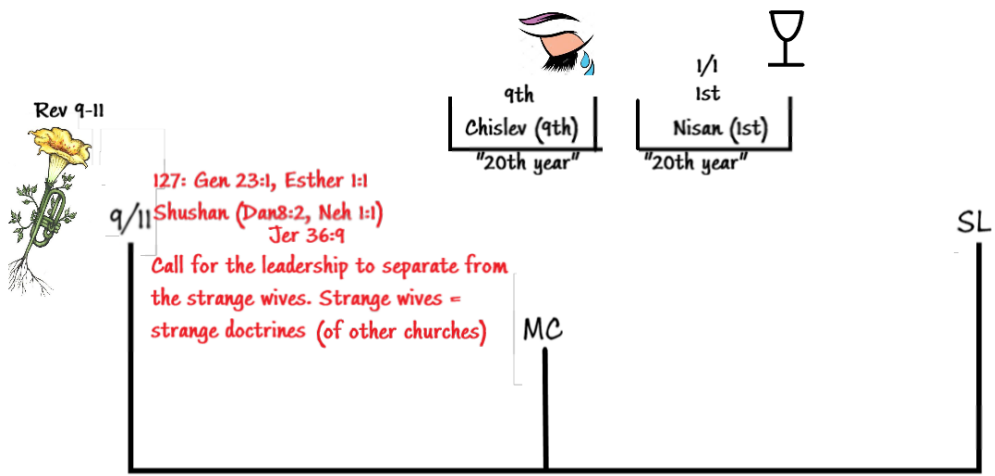 9th
Chislev (9th)
"20th year"
1/1
1st
Nisan (1st)
"20th year"
Rev 9-11
9/11
127: Gen 23:1, Esther 1:1
Shushan (Dan8:2, Neh 1:1)
Jer 36:9
Call for the leadership to separate from
the strange wives. Strange wives =
strange doctrines (of other churches)
MC
SL